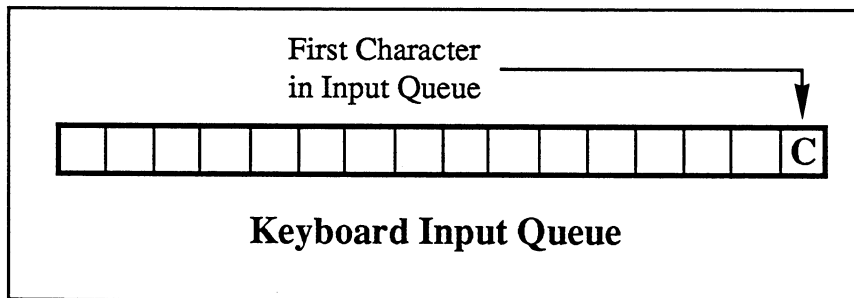 First Character
in Input Queue
C
Keyboard Input Queue